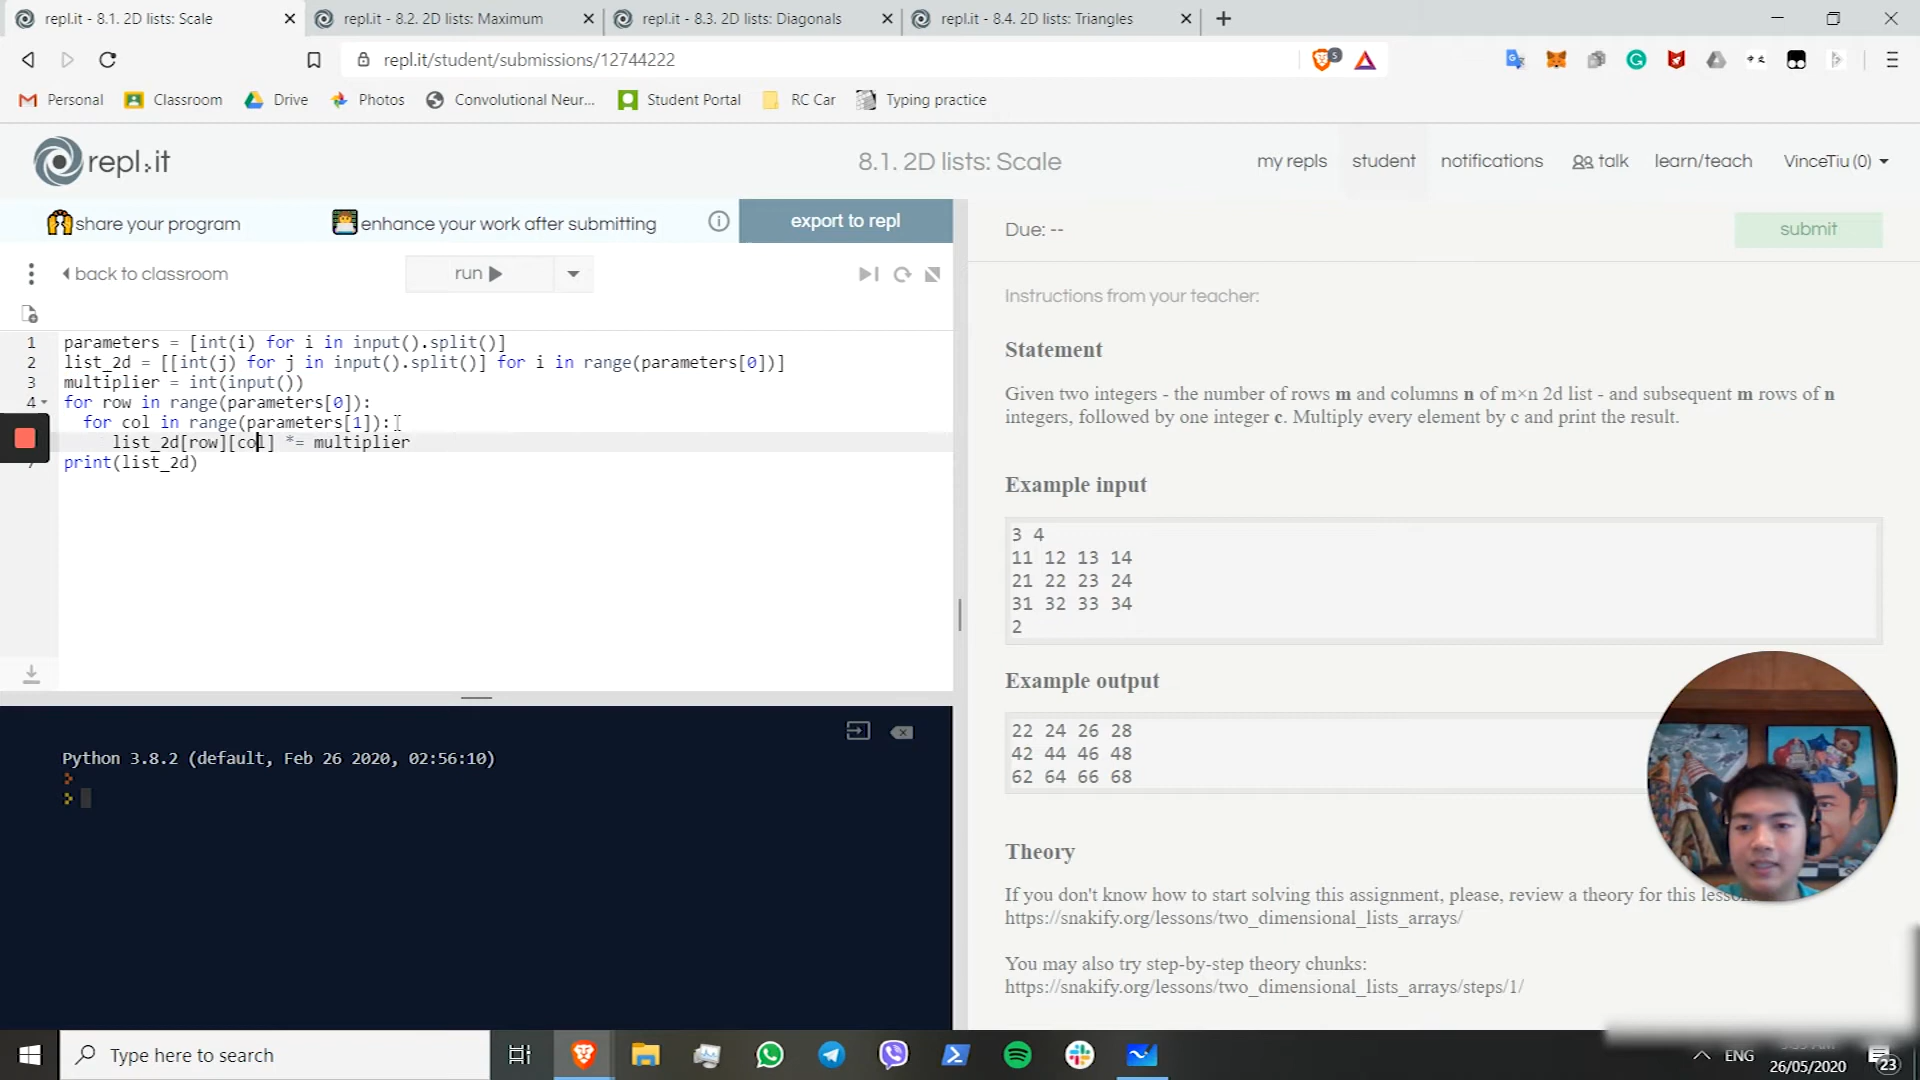 repl.it - 8.1. 2D lists: Scale
repl.it - 8.2. 2D lists: Maximum
repl.it - 8.3. 2D lists: Diagonals
repl.it - 8.4. 2D lists: Triangles
repl.it/student/submissions/12744222
5
Personal
Classroom
Drive
Photos
Convolutional Neur...
Student Portal
RC Car
Typing practice
repl.it
8.1. 2D lists: Scale
my repls
student
notifications
talk
learn/teach
VinceTiu (0)
share your program
enhance your work after submitting
export to repl
Due: --
submit
back to classroom
run
Instructions from your teacher:
1 parameters = [int(i) for i in input().split()]
2 list_2d = [[int(j) for j in input().split()] for i in range(parameters[0])]
3 multiplier = int(input())
4 for row in range(parameters[0]):
for col in range(parameters[1]):
list_2d[row][col] *= multiplier
7 print(list_2d)
Statement
Given two integers - the number of rows m and columns n of m×n 2d list - and subsequent m rows of n
integers, followed by one integer c. Multiply every element by c and print the result.
Example input
3 4
11 12 13 14
21 22 23 24
31 32 33 34
2
Example output
22 24 26 28
42 44 46 48
62 64 66 68
Python 3.8.2 (default, Feb 26 2020, 02:56:10)
Theory
If you don't know how to start solving this assignment, please, review a theory for this
https://snakify.org/lessons/two_dimensional_lists_arrays/
You may also try step-by-step theory chunks:
https://snakify.org/lessons/two_dimensional_lists_arrays/steps/1/
Type here to search
ENG
26/05/2020
23